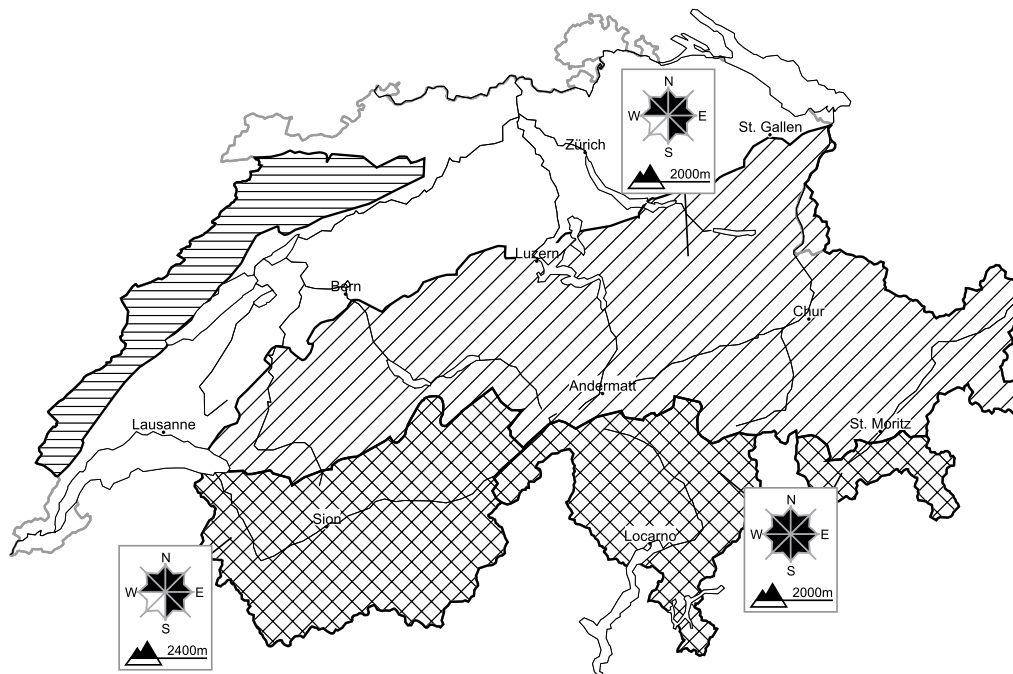 N
W E
S
2000m
St. Gallen
Zürich
Luzern
Bern
Chur
Andermatt
Lausanne
St. Moritz
Sion
Locarno
N
W E
S
2000m
N
W E
S
2400m